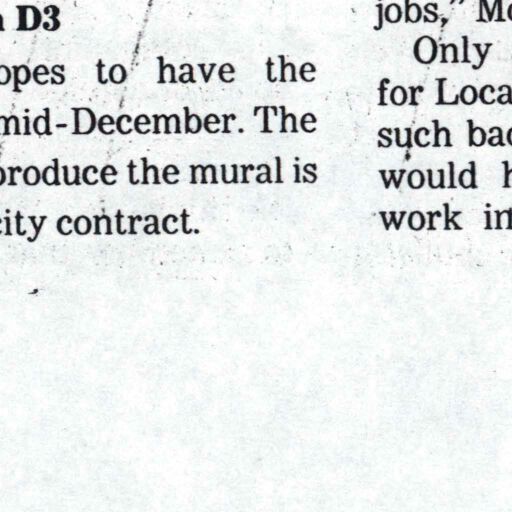 D3
opes to have the
mid-December. The
produce the mural is
city contract.
jobs," Mo
Only
for Loca
such bac
would h
work in